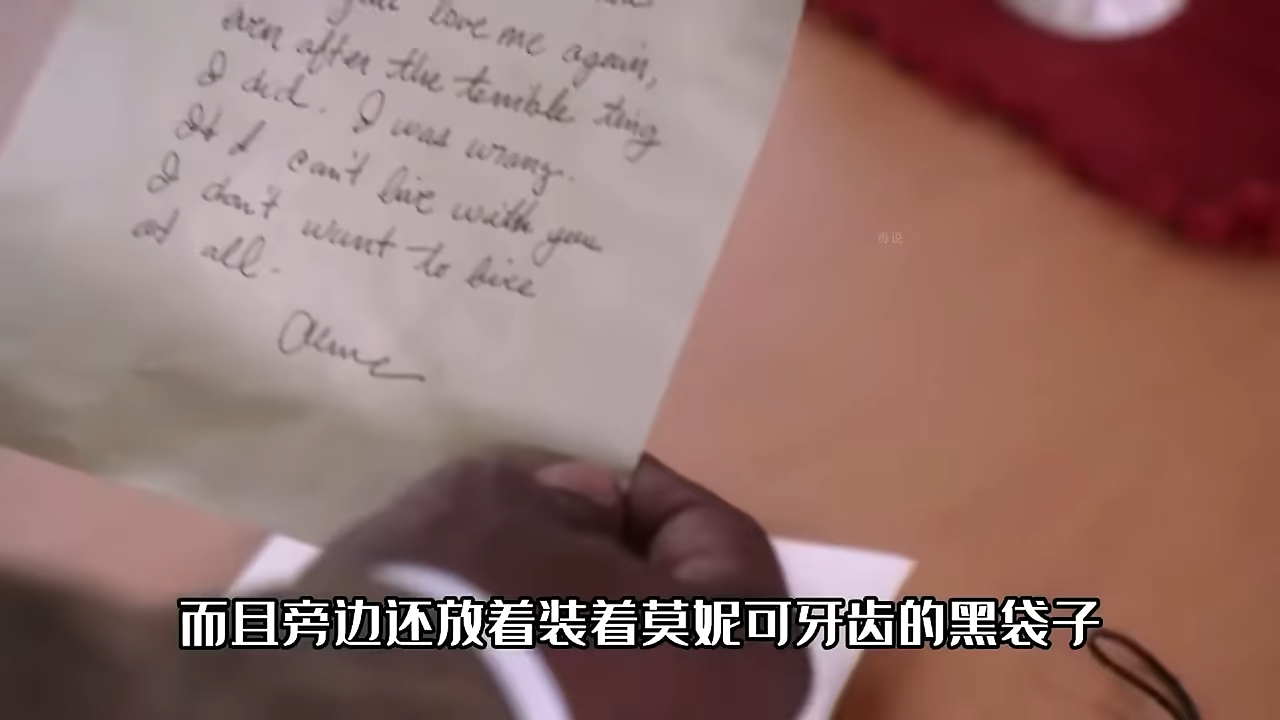 you love me again,
even after the terrible ting
I did. I was wrong.
If I can't live with you
I don't want to live
at all.
而且旁边还放着装着莫妮可牙齿的黑袋子